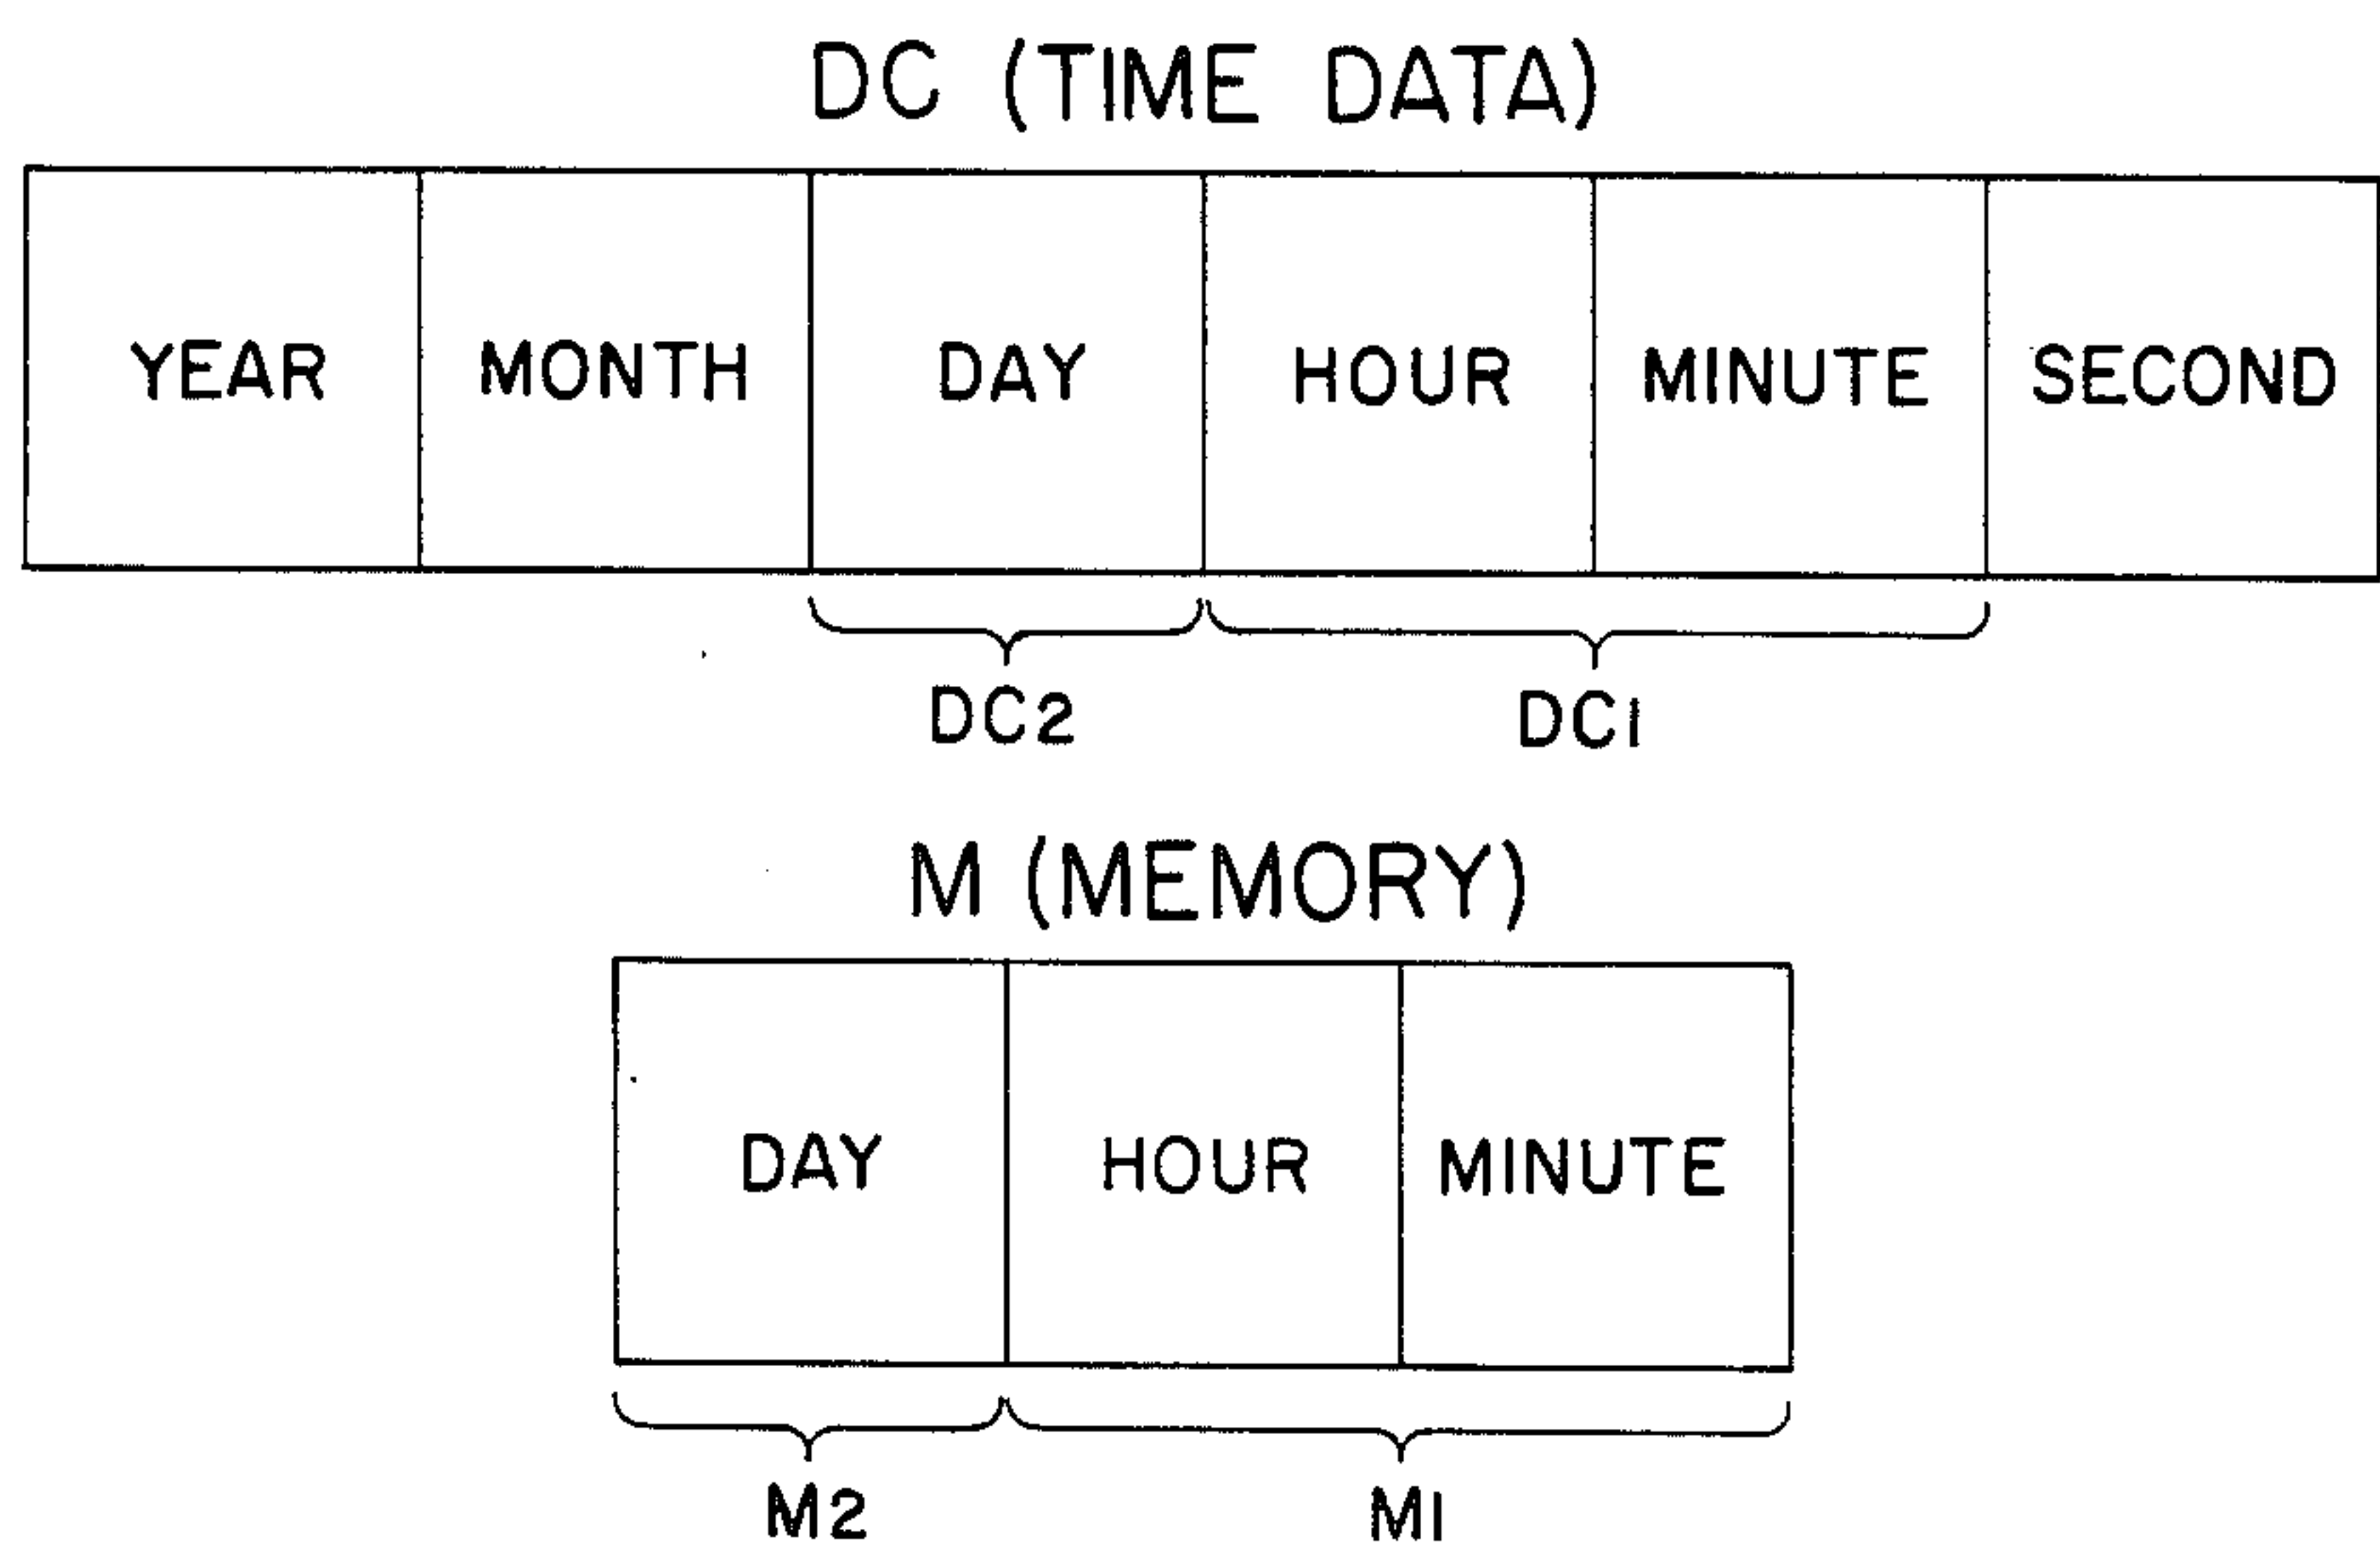 DC (TIME DATA)
YEAR MONTH DAY HOUR MINUTE SECOND
DC2 DC1
M (MEMORY)
DAY HOUR MINUTE
M2 M1